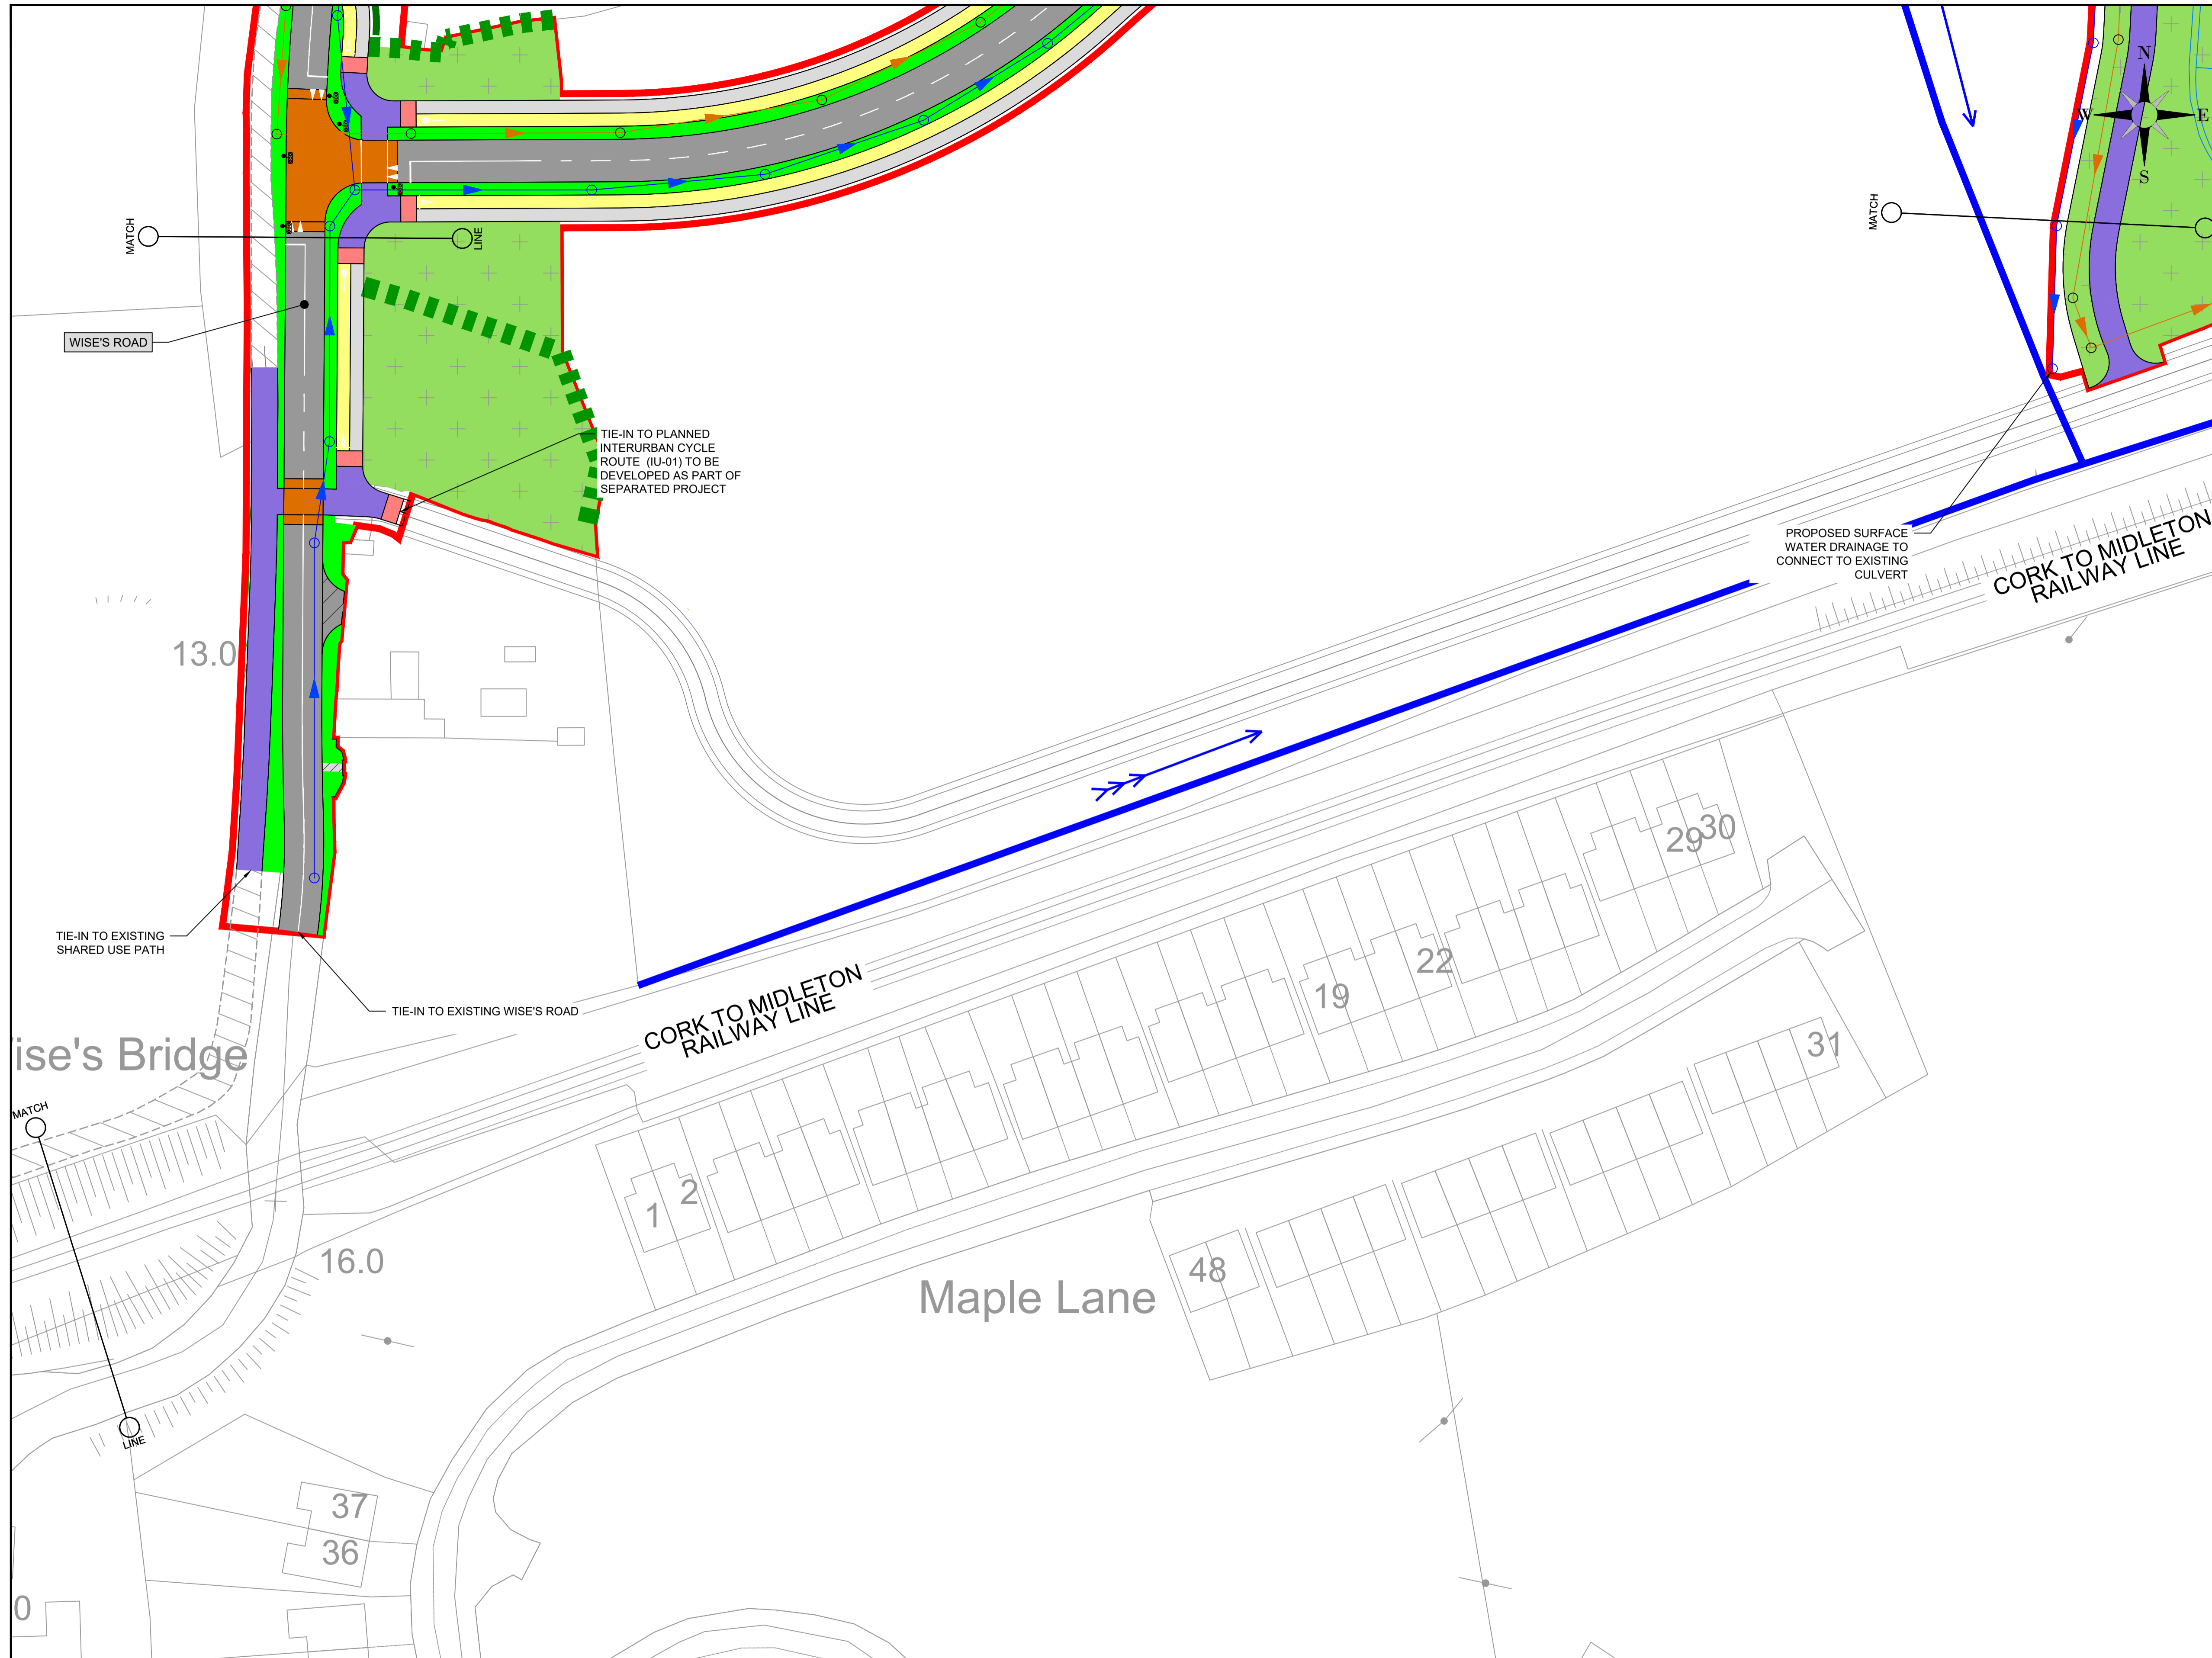 N
W
E
S
MATCH
LINE
MATCH
WISE'S ROAD
TIE-IN TO PLANNED
INTERURBAN CYCLE
ROUTE (IU-01) TO BE
DEVELOPED AS PART OF
SEPARATED PROJECT
PROPOSED SURFACE
WATER DRAINAGE TO
CONNECT TO EXISTING
CULVERT
CORK TO MIDLETON
RAILWAY LINE
13.0
29
30
TIE-IN TO EXISTING
SHARED USE PATH
22
19
TIE-IN TO EXISTING WISE'S ROAD
CORK TO MIDLETON
RAILWAY LINE
ise's Bridge
31
MATCH
LINE
1
2
16.0
48
Maple Lane
37
36
0